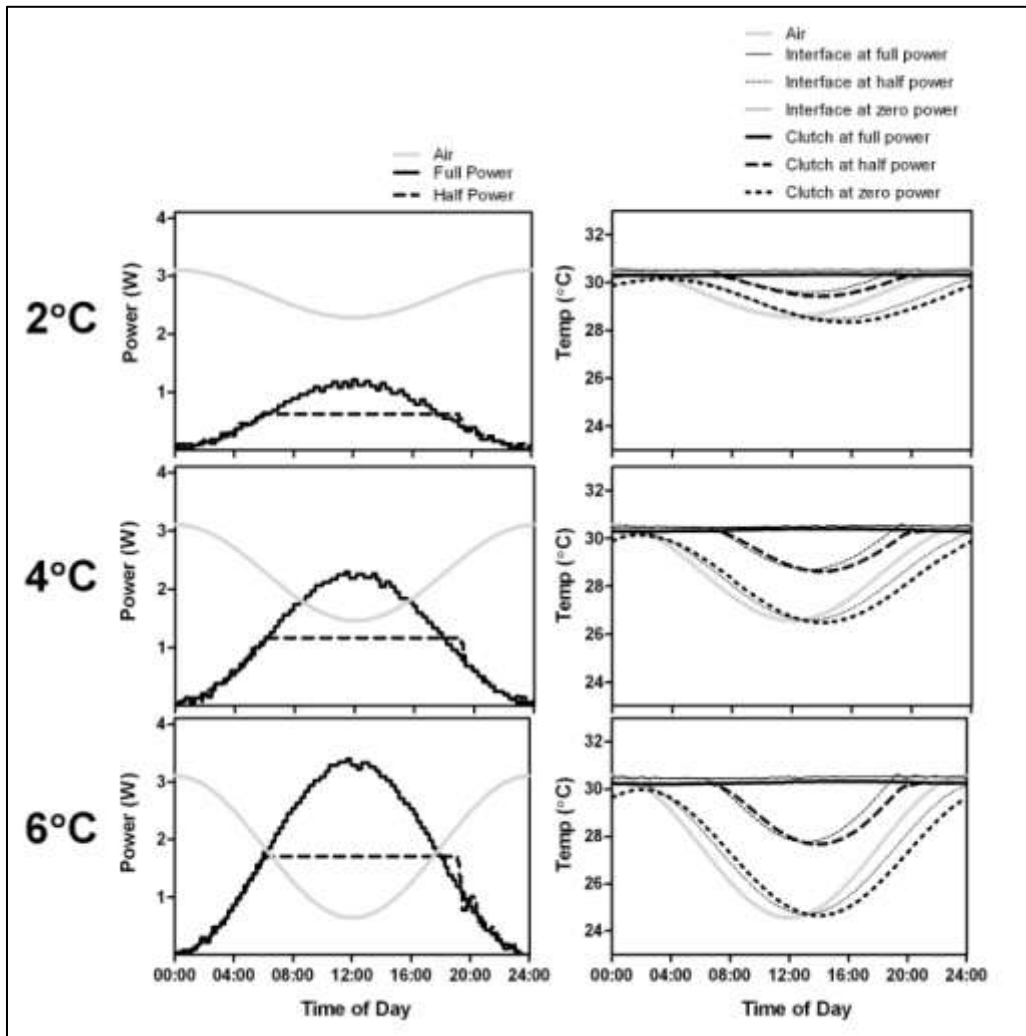 Air
Interface at full power
Interface at half power
Interface at zero power
Clutch at full power
Clutch at half power
Clutch at zero power
Air
Full Power
Half Power
2°C
Power (W)
4
3
2
1
Temp (°C)
32
30
28
26
24
4°C
Power (W)
4
3
2
1
Temp (°C)
32
30
28
26
24
6°C
Power (W)
4
3
2
1
Temp (°C)
32
30
28
26
24
00:00 04:00 08:00 12:00 16:00 20:00 24:00
Time of Day
00:00 04:00 08:00 12:00 16:00 20:00 24:00
Time of Day